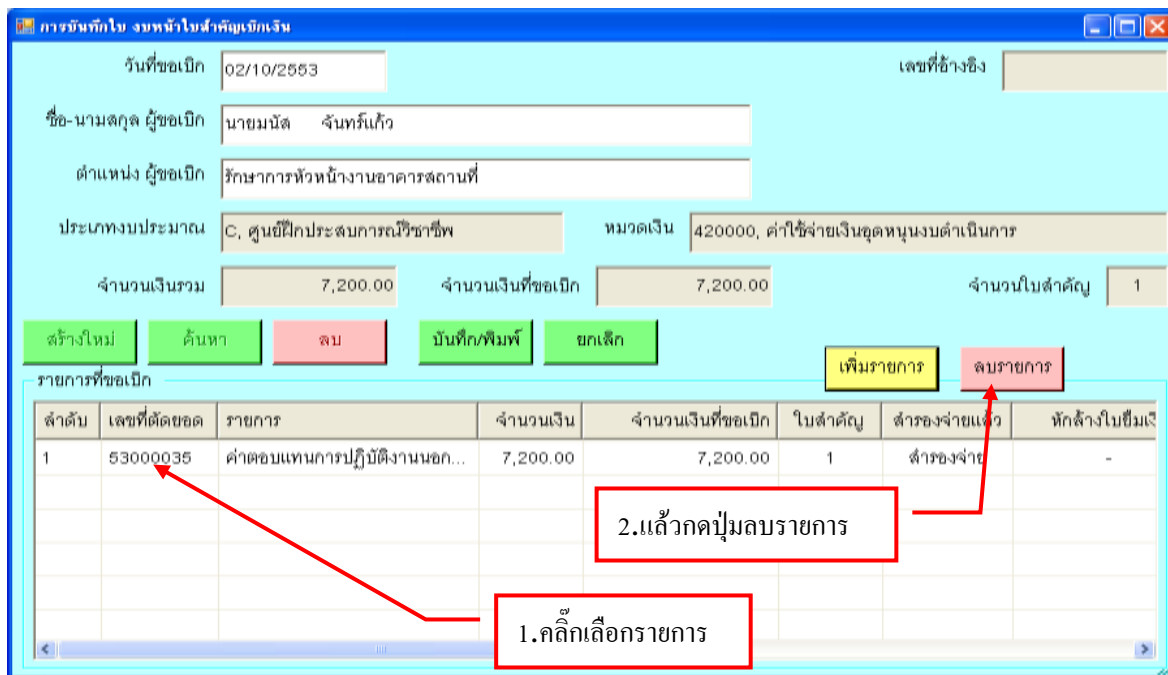 การบันทึกใบ งบหน้าใบสำคัญเบิกเงิน
วันที่ขอเบิก 02/10/2553 เลขที่อ้างอิง
ชื่อ-นามสกุล ผู้ขอเบิก นายมนัส จันทร์แก้ว
ตำแหน่ง ผู้ขอเบิก รักษาการหัวหน้างานอาคารสถานที่
ประเภทงบประมาณ C, ศูนย์ฝึกประสบการณ์วิชาชีพ หมวดเงิน 420000, ค่าใช้จ่ายเงินอุดหนุนงบดำเนินการ
จำนวนเงินรวม 7,200.00 จำนวนเงินที่ขอเบิก 7,200.00 จำนวนใบสำคัญ 1
สร้างใหม่ ค้นหา ลบ บันทึก/พิมพ์ ยกเลิก
เพิ่มรายการ ลบรายการ
รายการที่ขอเบิก
ลำดับ เลขที่ตัดยอด รายการ จำนวนเงิน จำนวนเงินที่ขอเบิก ใบสำคัญ สำรองจ่ายแล้ว หักล้างใบยืมเงิ
1 53000035 ค่าตอบแทนการปฏิบัติงานนอก... 7,200.00 7,200.00 1 สำรองจ่าย -
2.แล้วกดปุ่มลบรายการ
1.คลิ๊กเลือกรายการ